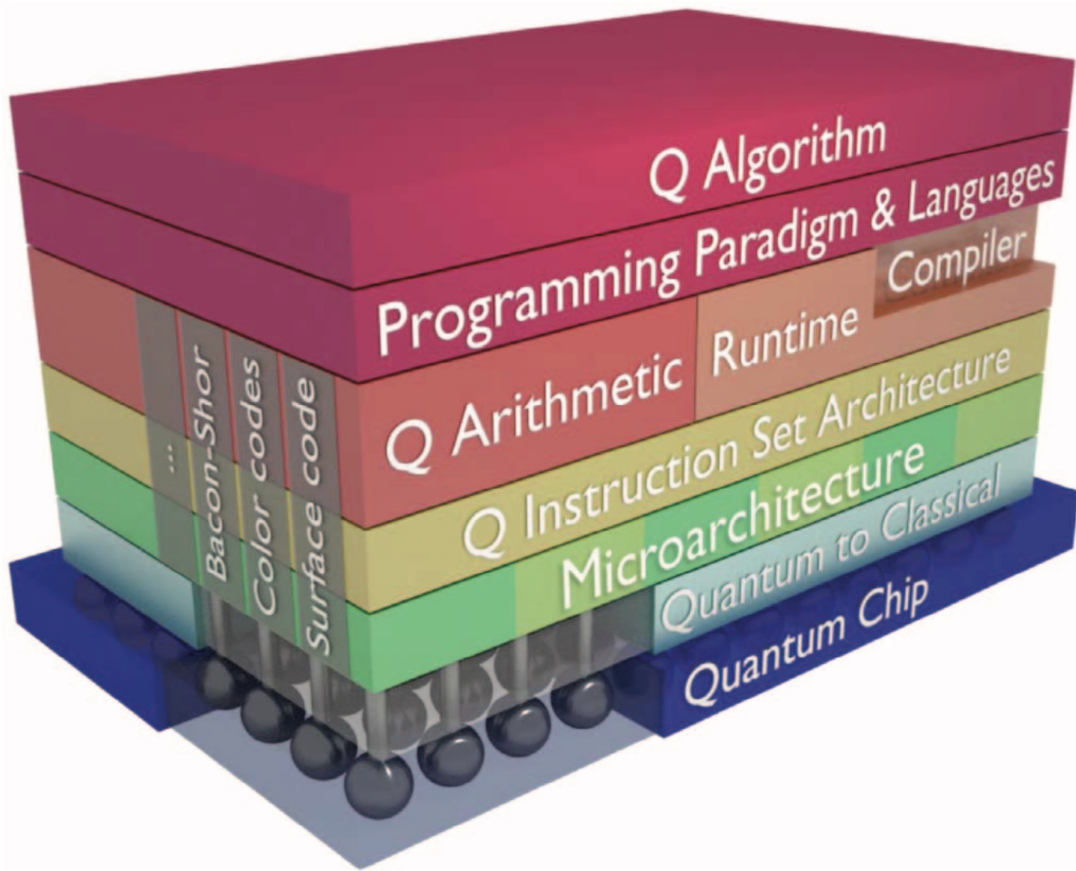 Q Algorithm
Programming Paradigm & Languages
Q Arithmetic
Runtime
Compiler
Q Instruction Set Architecture
Microarchitecture
Quantum to Classical
Quantum Chip
...
Bacon-Shor
Color codes
Surface code